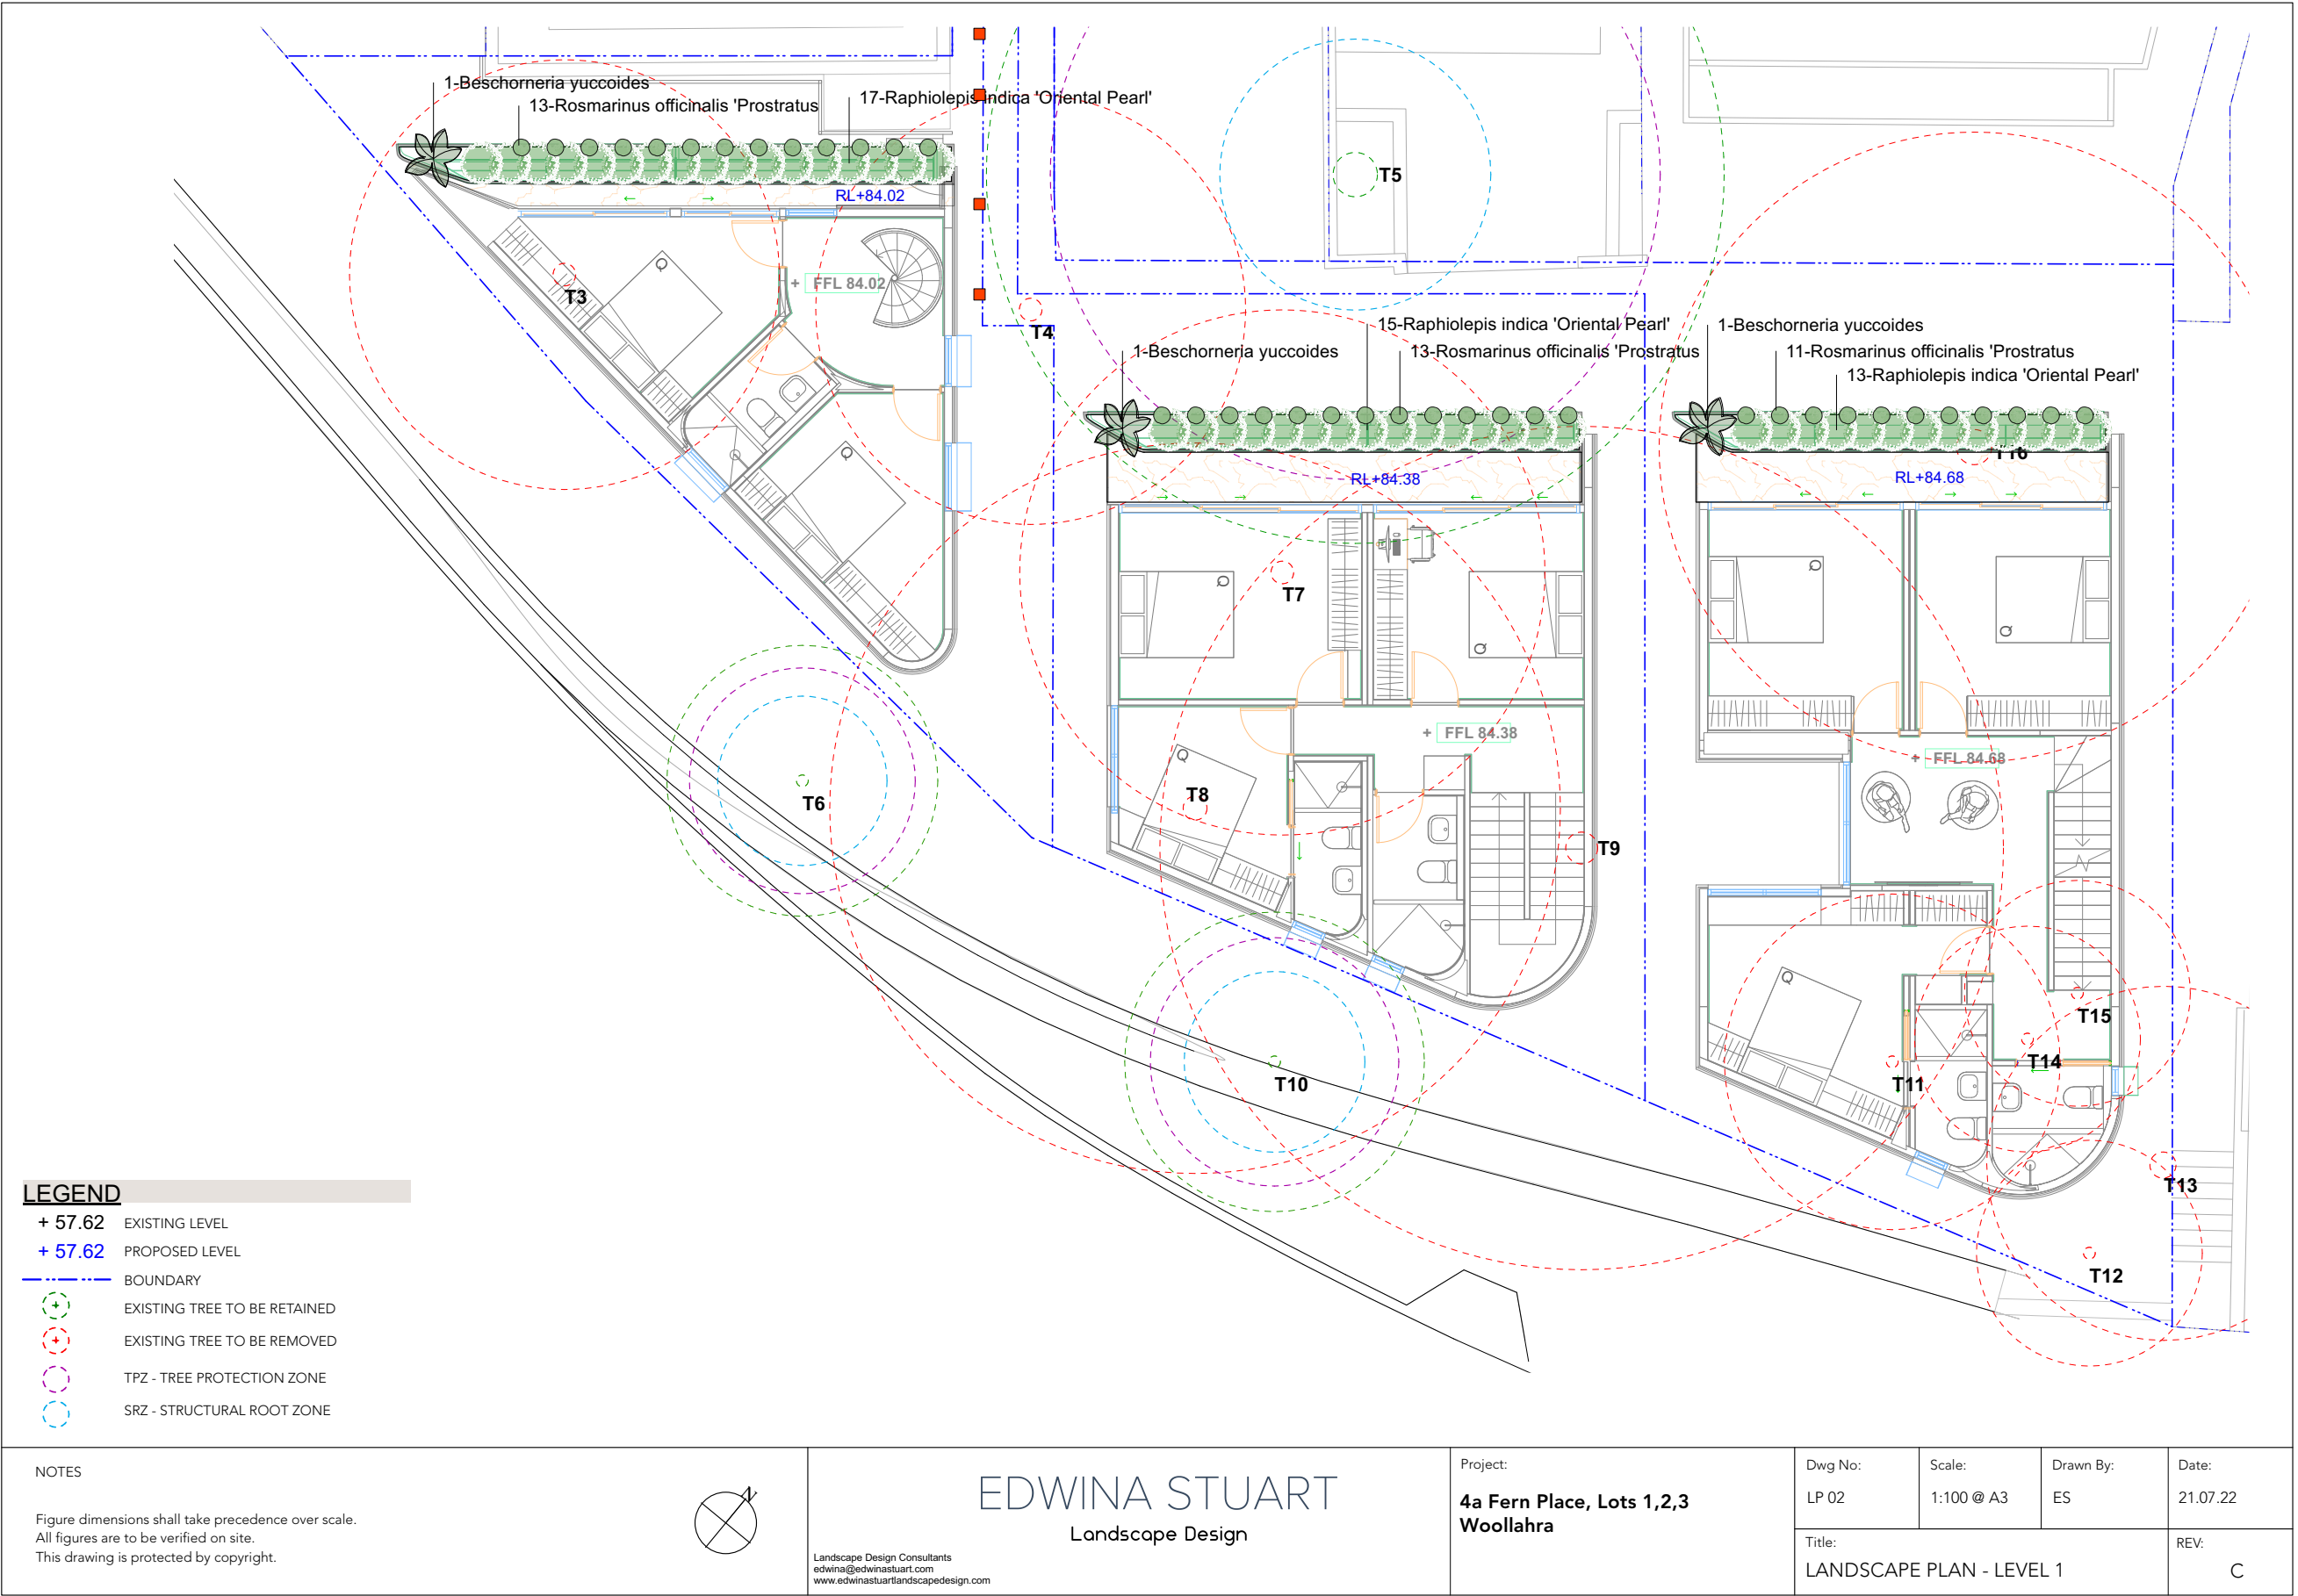 1-Beschorneria yuccoides
13-Rosmarinus officinalis 'Prostratus
17-Raphiolepis indica 'Oriental Pearl'
RL+84.02
T5
FFL 84.02
T3
T4
15-Raphiolepis indica 'Oriental Pearl'
1-Beschorneria yuccoides
1-Beschorneria yuccoides
13-Rosmarinus officinalis 'Prostratus
11-Rosmarinus officinalis 'Prostratus
13-Raphiolepis indica 'Oriental Pearl'
T16
RL+84.38
RL+84.68
T7
FFL 84.38
FFL 84.68
T8
T6
T9
T15
T14
T10
T11
T13
T12
LEGEND
+ 57.62 EXISTING LEVEL
+ 57.62 PROPOSED LEVEL
BOUNDARY
EXISTING TREE TO BE RETAINED
EXISTING TREE TO BE REMOVED
TPZ - TREE PROTECTION ZONE
SRZ - STRUCTURAL ROOT ZONE
NOTES
Figure dimensions shall take precedence over scale.
All figures are to be verified on site.
This drawing is protected by copyright.
N
EDWINA STUART
Landscape Design
Landscape Design Consultants
edwina@edwinastuart.com
www.edwinastuartlandscapedesign.com
Project:
4a Fern Place, Lots 1,2,3
Woollahra
Dwg No:
LP 02
Scale:
1:100 @ A3
Drawn By:
ES
Date:
21.07.22
Title:
LANDSCAPE PLAN - LEVEL 1
REV:
C